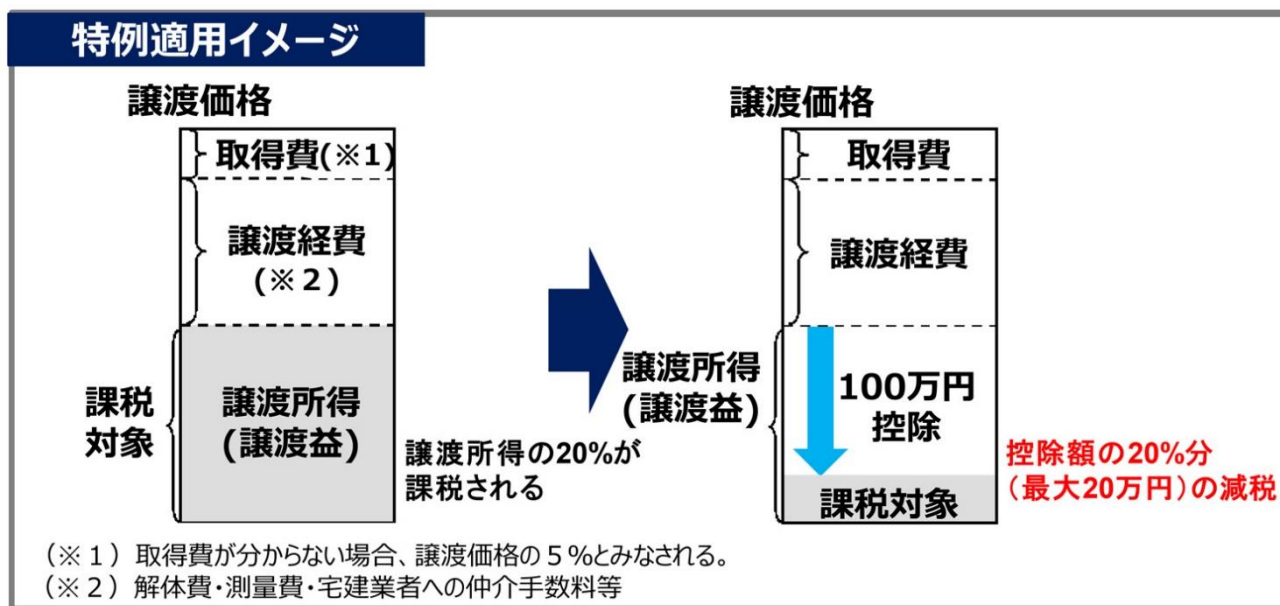 特例適用イメージ
譲渡価格
取得費(※1)
譲渡経費
(※２)
課税
対象
譲渡所得
(譲渡益)
譲渡所得の20%が
課税される
譲渡価格
取得費
譲渡経費
譲渡所得
(譲渡益)
100万円
控除
課税対象
控除額の20%分
（最大20万円）の減税
（※１）取得費が分からない場合、譲渡価格の５%とみなされる。
（※２）解体費・測量費・宅建業者への仲介手数料等